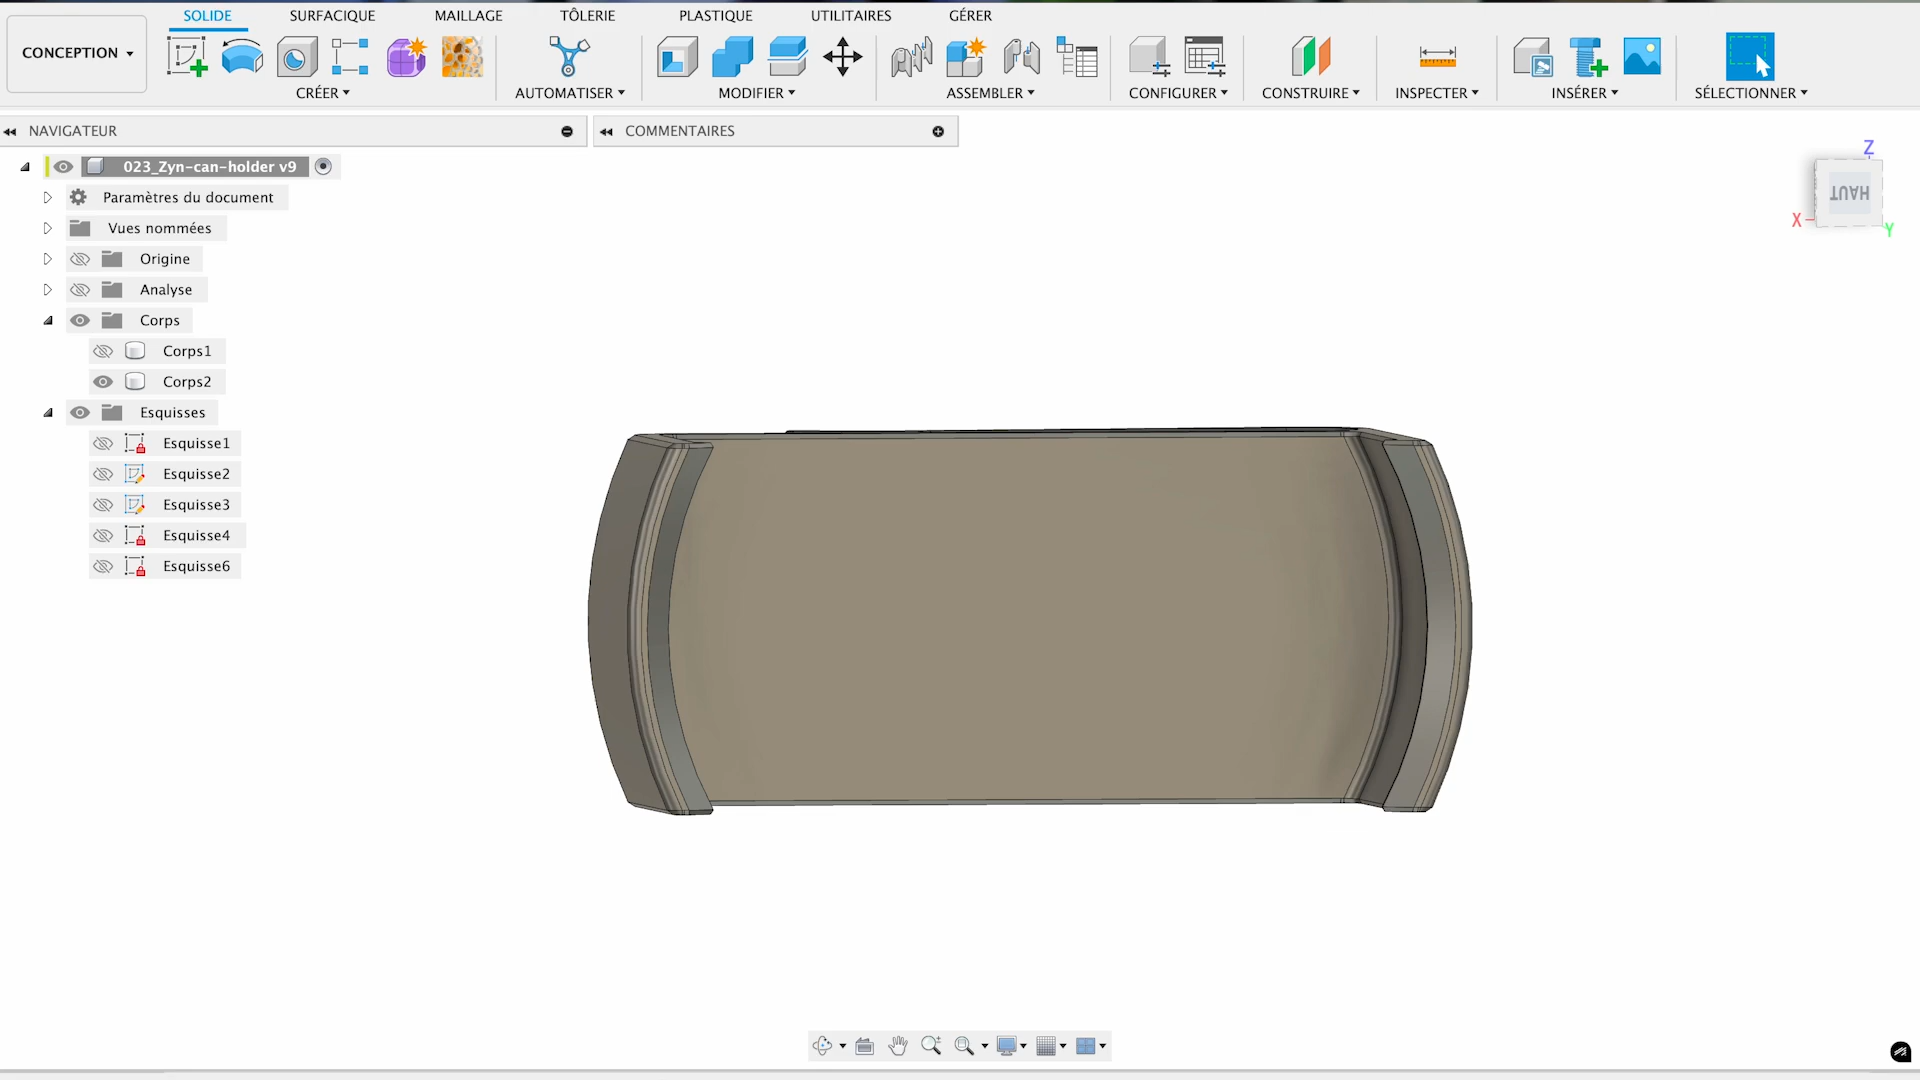 SOLIDE SURFACIQUE MAILLAGE TÔLERIE PLASTIQUE UTILITAIRES GÉRER
CONCEPTION
CRÉER AUTOMATISER MODIFIER ASSEMBLER CONFIGURER CONSTRUIRE INSPECTER INSÉRER SÉLECTIONNER
NAVIGATEUR
COMMENTAIRES
023_Zyn-can-holder v9
Paramètres du document
Vues nommées
Origine
Analyse
Corps
Corps1
Corps2
Esquisses
Esquisse1
Esquisse2
Esquisse3
Esquisse4
Esquisse6
Z
HAUT
X
Y